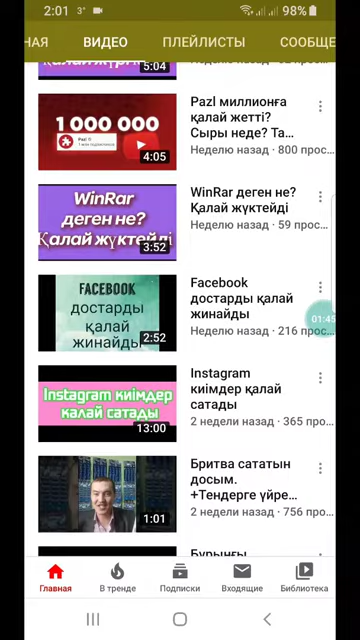 2:01 3° 98%
НАЯ ВИДЕО ПЛЕЙЛИСТЫ СООБЩЕ
5:04
Неделю назад
1 000 000
4:05
Pazl миллионға
қалай жетті?
Сыры неде? Та...
Неделю назад • 800 прос...
WinRar
деген не?
Қалай жүктейді
3:52
WinRar деген не?
Қалай жүктейді
Неделю назад • 59 прос...
FACEBOOK
достарды
қалай
жинайды
2:52
Facebook
достарды қалай
жинайды
Неделю назад • 216 прос...
01:45
Instagram киімдер
қалай сатады
13:00
Instagram
киімдер қалай
сатады
2 недели назад • 365 про...
1:01
Бритва сататын
досым.
+Тендерге үйре...
2 недели назад • 756 про...
Бұрынғы
Главная В тренде Подписки Входящие Библиотека